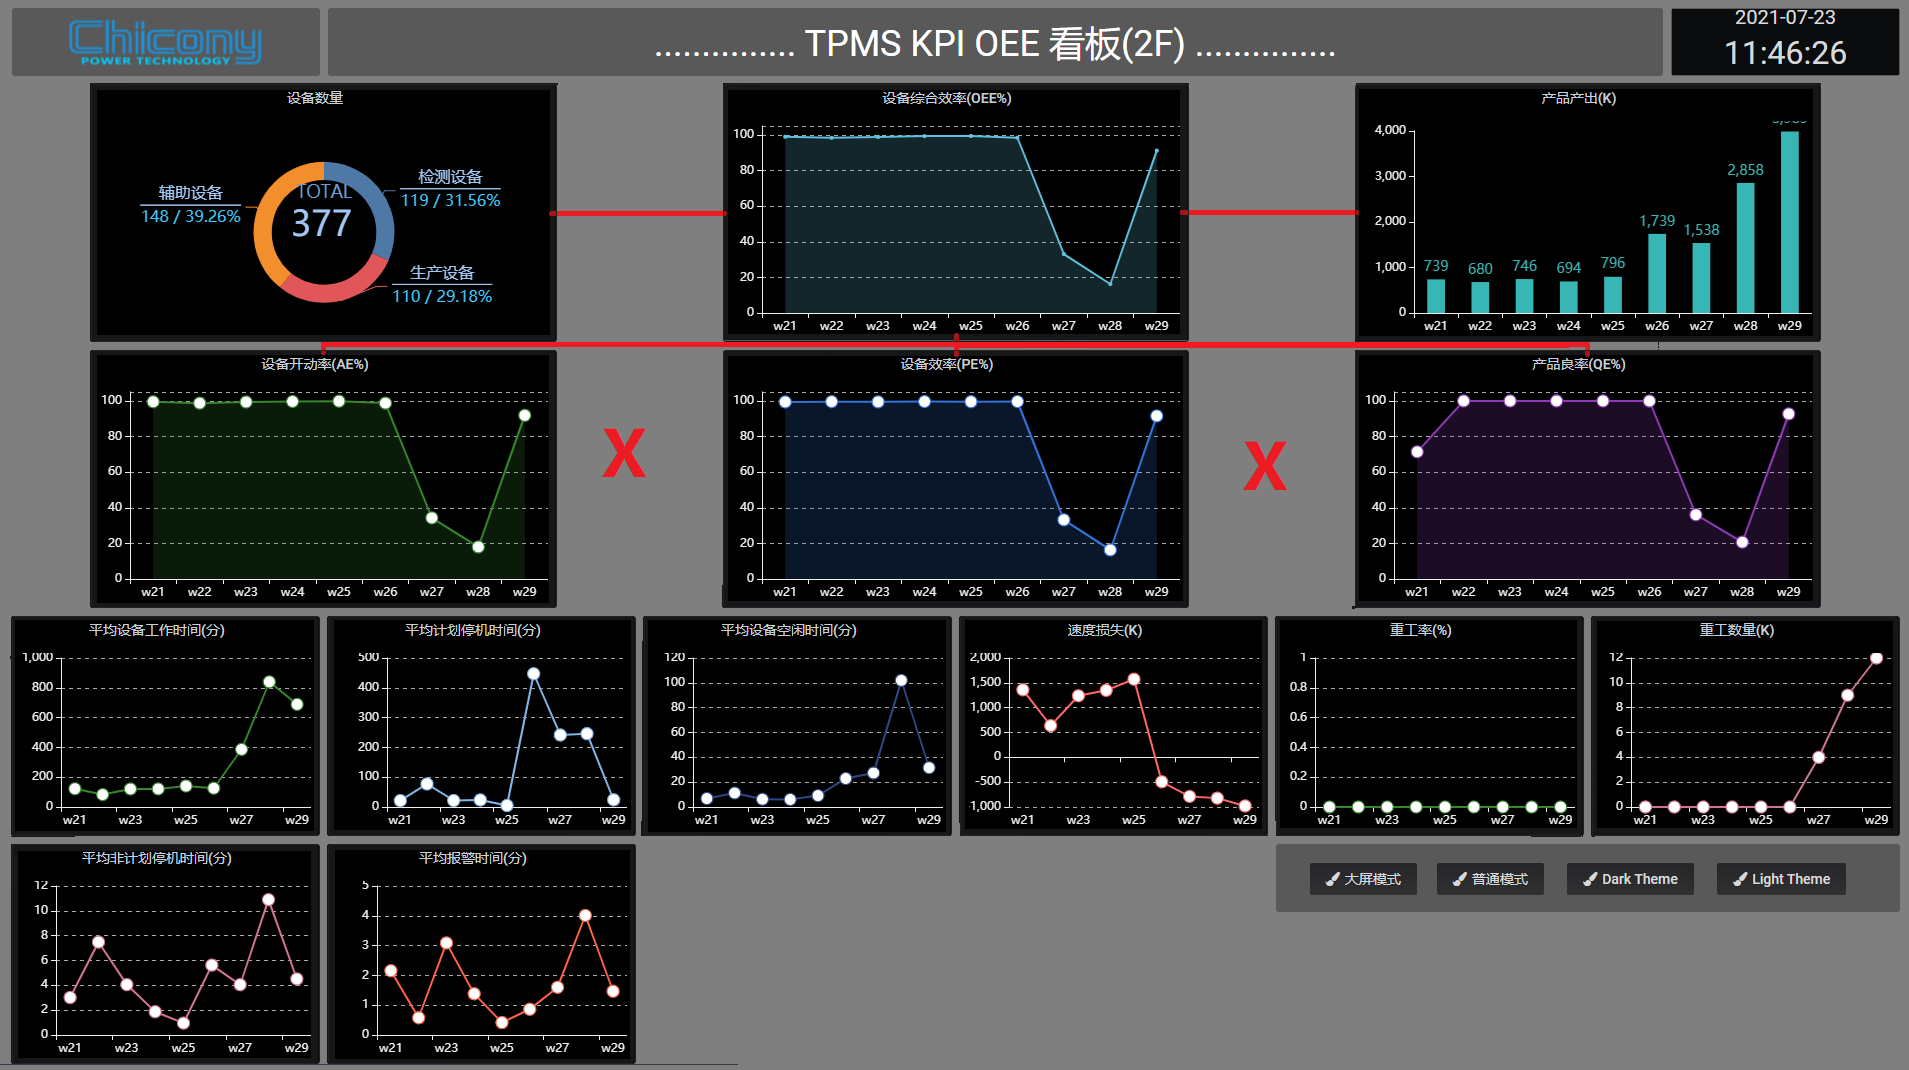 Chicony
POWER TECHNOLOGY
............... TPMS KPI OEE 看板(2F) ...............
2021-07-23
11:46:26
设备数量
辅助设备
148 / 39.26%
TOTAL
377
检测设备
119 / 31.56%
生产设备
110 / 29.18%
设备综合效率(OEE%)
100
80
60
40
20
0
w21 w22 w23 w24 w25 w26 w27 w28 w29
产品产出(K)
4,000
3,000
2,000
1,000
0
739 680 746 694 796 1,739 1,538 2,858
w21 w22 w23 w24 w25 w26 w27 w28 w29
设备开动率(AE%)
100
80
60
40
20
0
w21 w22 w23 w24 w25 w26 w27 w28 w29
X
设备效率(PE%)
100
80
60
40
20
0
w21 w22 w23 w24 w25 w26 w27 w28 w29
X
产品良率(QE%)
100
80
60
40
20
0
w21 w22 w23 w24 w25 w26 w27 w28 w29
平均设备工作时间(分)
1,000
800
600
400
200
0
w21 w23 w25 w27 w29
平均计划停机时间(分)
500
400
300
200
100
0
w21 w23 w25 w27 w29
平均设备空闲时间(分)
120
100
80
60
40
20
0
w21 w23 w25 w27 w29
速度损失(K)
2,000
1,500
1,000
500
0
-500
-1,000
w21 w23 w25 w27 w29
重工率(%)
1
0.8
0.6
0.4
0.2
0
w21 w23 w25 w27 w29
重工数量(K)
12
10
8
6
4
2
0
w21 w23 w25 w27 w29
平均非计划停机时间(分)
12
10
8
6
4
2
0
w21 w23 w25 w27 w29
平均报警时间(分)
5
4
3
2
1
0
w21 w23 w25 w27 w29
大屏模式
普通模式
Dark Theme
Light Theme